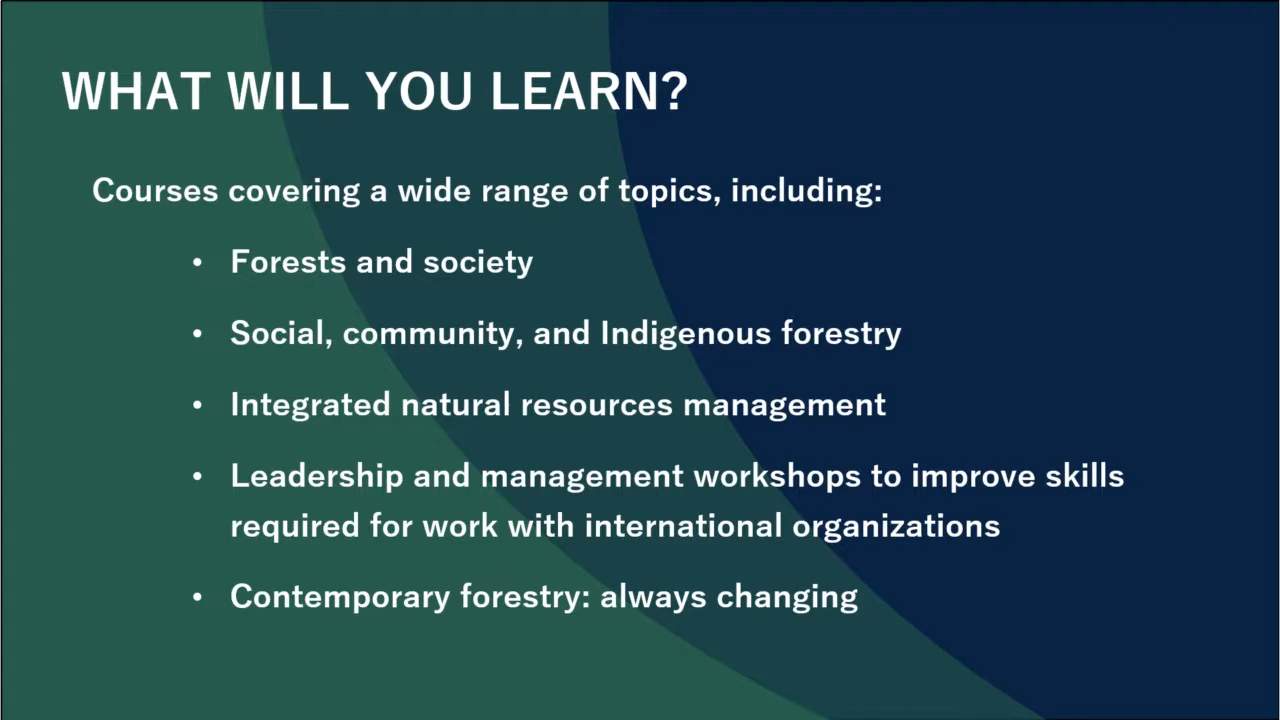 WHAT WILL YOU LEARN?
Courses covering a wide range of topics, including:
• Forests and society
• Social, community, and Indigenous forestry
• Integrated natural resources management
• Leadership and management workshops to improve skills
required for work with international organizations
• Contemporary forestry: always changing